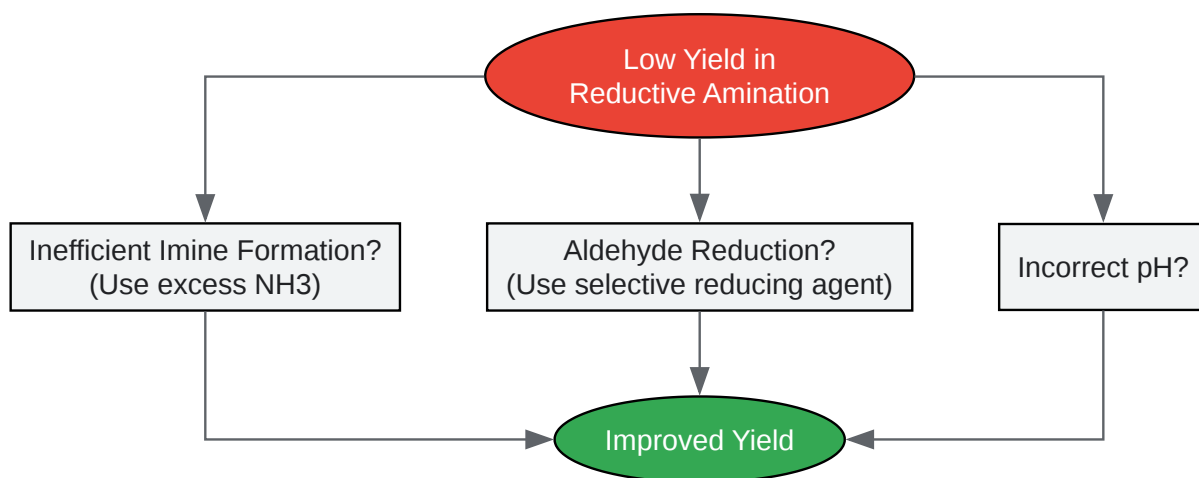 Low Yield in
Reductive Amination
Inefficient Imine Formation?
(Use excess NH3)
Aldehyde Reduction?
(Use selective reducing agent)
Incorrect pH?
Improved Yield